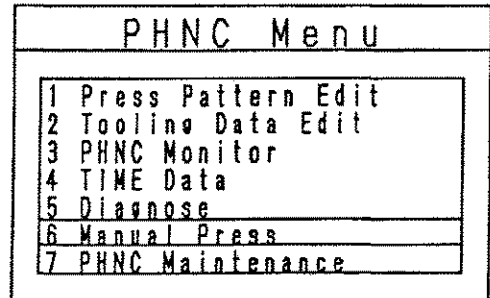 PHNC Menu
1 Press Pattern Edit
2 Tooling Data Edit
3 PHNC Monitor
4 TIME Data
5 Diagnose
6 Manual Press
7 PHNC Maintenance